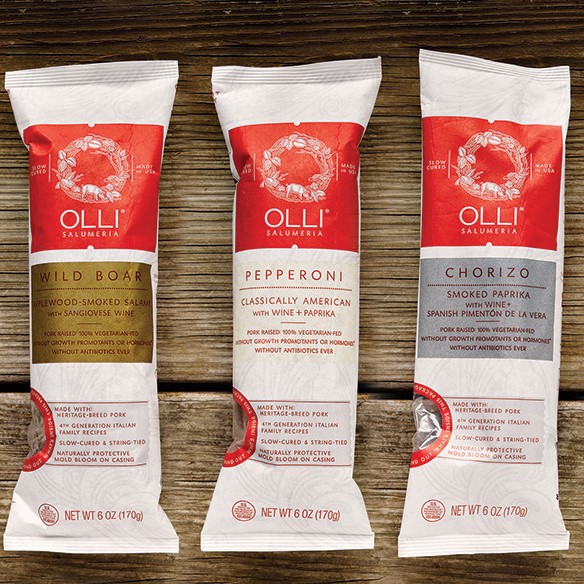 SLOW CURED
MADE IN USA
OLLI®
SALUMERIA
WILD BOAR
APPLEWOOD-SMOKED SALAMI
WITH SANGIOVESE WINE
PORK RAISED: 100% VEGETARIAN-FED
WITHOUT GROWTH PROMOTANTS OR HORMONES*
WITHOUT ANTIBIOTICS EVER
MADE WITH:
HERITAGE-BREED PORK
4TH GENERATION ITALIAN
FAMILY RECIPES
SLOW-CURED & STRING-TIED
NATURALLY PROTECTIVE
MOLD BLOOM ON CASING
NET WT 6 OZ (170g)
SLOW CURED
MADE IN USA
OLLI®
SALUMERIA
PEPPERONI
CLASSICALLY AMERICAN
WITH WINE + PAPRIKA
PORK RAISED: 100% VEGETARIAN-FED
WITHOUT GROWTH PROMOTANTS OR HORMONES*
WITHOUT ANTIBIOTICS EVER
MADE WITH:
HERITAGE-BREED PORK
4TH GENERATION ITALIAN
FAMILY RECIPES
SLOW-CURED & STRING-TIED
NATURALLY PROTECTIVE
MOLD BLOOM ON CASING
NET WT 6 OZ (170g)
SLOW CURED
MADE IN USA
OLLI®
SALUMERIA
CHORIZO
SMOKED PAPRIKA
WITH WINE +
SPANISH PIMENTÓN DE LA VERA
PORK RAISED: 100% VEGETARIAN-FED
WITHOUT GROWTH PROMOTANTS OR HORMONES*
WITHOUT ANTIBIOTICS EVER
THIS PACKAGE
MADE WITH:
HERITAGE-BREED PORK
4TH GENERATION ITALIAN
FAMILY RECIPES
SLOW-CURED & STRING-TIED
NATURALLY PROTECTIVE
MOLD BLOOM ON CASING
NET WT 6 OZ (170g)